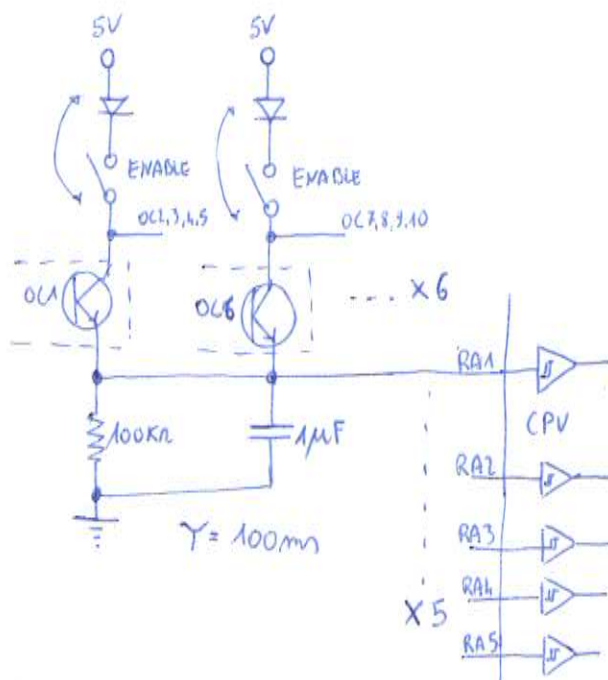 5V 5V
ENABLE ENABLE
OC2,3,4,5 OC7,8,9,10
OC1 OC6 .... X6
RA1
100KΩ 1µF CPU
RA2
ϒ= 100ms
RA3
X5 RA4
RA5